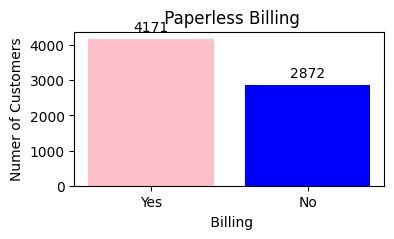 Paperless Billing
4171
2872
4000
3000
2000
1000
0
Numer of Customers
Yes
No
Billing